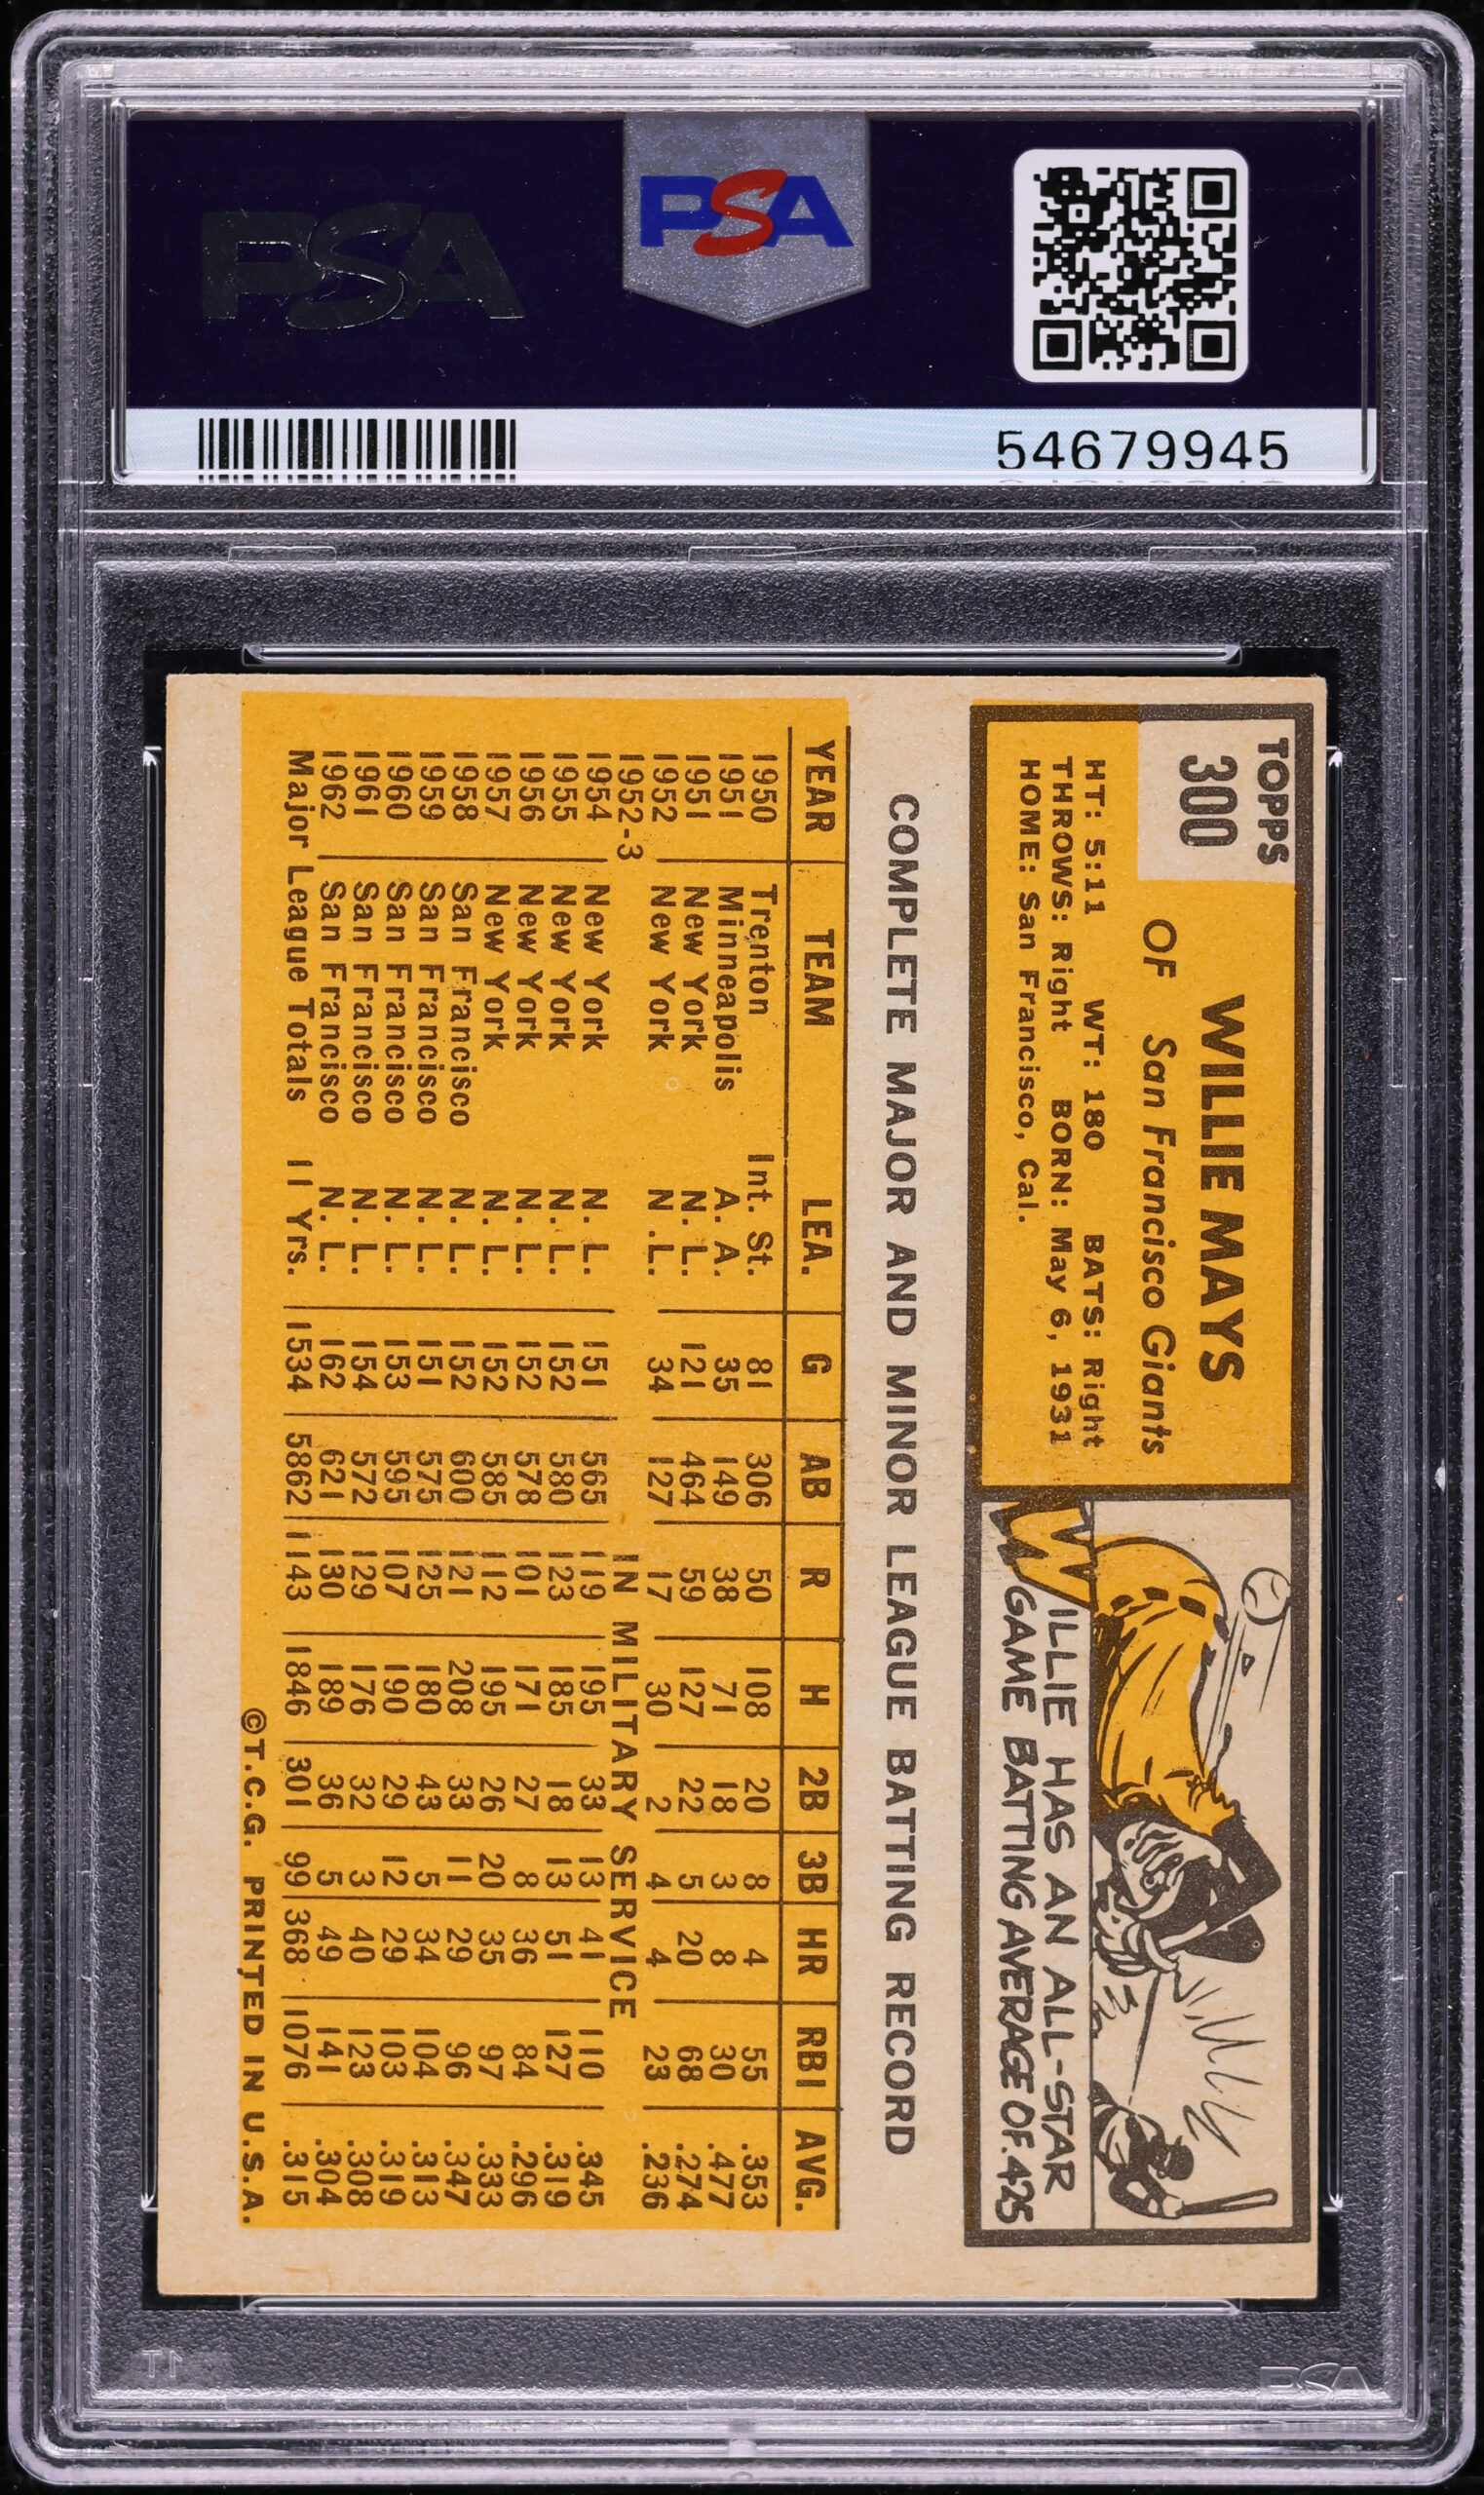 PSA
PSA
54679945
TOPPS
300
WILLIE MAYS
OF San Francisco Giants
HT: 5:11 WT: 180 BATS: Right
THROWS: Right BORN: May 6, 1931
HOME: San Francisco, Cal.
WILLIE HAS AN ALL-STAR
GAME BATTING AVERAGE OF .425
COMPLETE MAJOR AND MINOR LEAGUE BATTING RECORD
YEAR TEAM LEA. G AB R H 2B 3B HR RBI AVG.
1950 Trenton Int. St. 81 306 50 108 20 8 4 55 .353
1951 Minneapolis A. A. 35 149 38 71 18 3 8 30 .477
1951 New York N. L. 121 464 59 127 22 5 20 68 .274
1952 New York N. L. 34 127 17 30 2 4 4 23 .236
1952-3 IN MILITARY SERVICE
1954 New York N. L. 151 565 119 195 33 13 41 110 .345
1955 New York N. L. 152 580 123 185 18 13 51 127 .319
1956 New York N. L. 152 578 101 171 27 8 36 84 .296
1957 New York N. L. 152 585 112 195 26 20 35 97 .333
1958 San Francisco N. L. 152 600 121 208 33 11 29 96 .347
1959 San Francisco N. L. 151 575 125 180 43 5 34 104 .313
1960 San Francisco N. L. 153 595 107 190 29 12 29 103 .319
1961 San Francisco N. L. 154 572 129 176 32 3 40 123 .308
1962 San Francisco N. L. 162 621 130 189 36 5 49 141 .304
Major League Totals 11 Yrs. 1534 5862 1143 1846 301 99 368 1076 .315
©T.C.G. PRINTED IN U.S.A.
T1
PSA